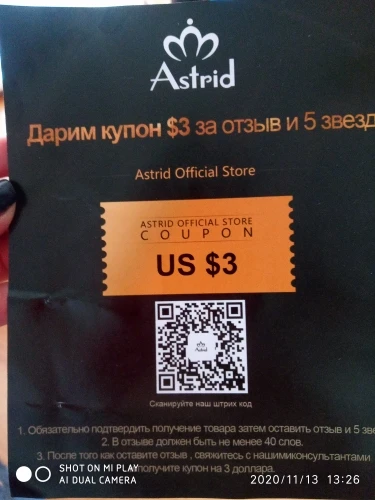 Astrid
Дарим купон $3 за отзыв и 5 звезд
Astrid Official Store
ASTRID OFFICIAL STORE
COUPON
US $3
Astrid
Сканируйте наш штрих код
1. Обязательно подтвердить получение товара затем оставить отзыв и 5 зве
2. В отзыве должен быть не менее 40 слов.
3. После того как оставите отзыв , свяжитесь с нашимиконсультантами
получите купон на 3 доллара.
SHOT ON MI PLAY
AI DUAL CAMERA
2020/11/13 13:26